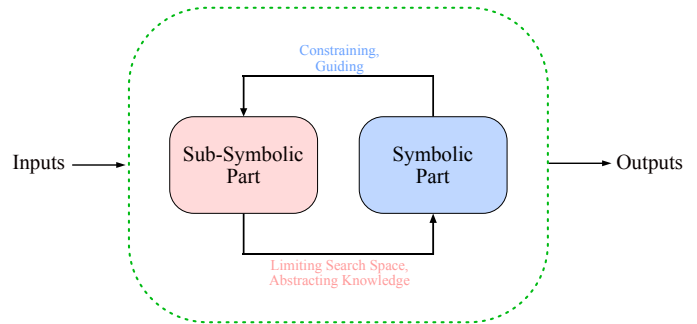 Constraining,
Guiding
Inputs
Sub-Symbolic
Part
Symbolic
Part
Outputs
Limiting Search Space,
Abstracting Knowledge